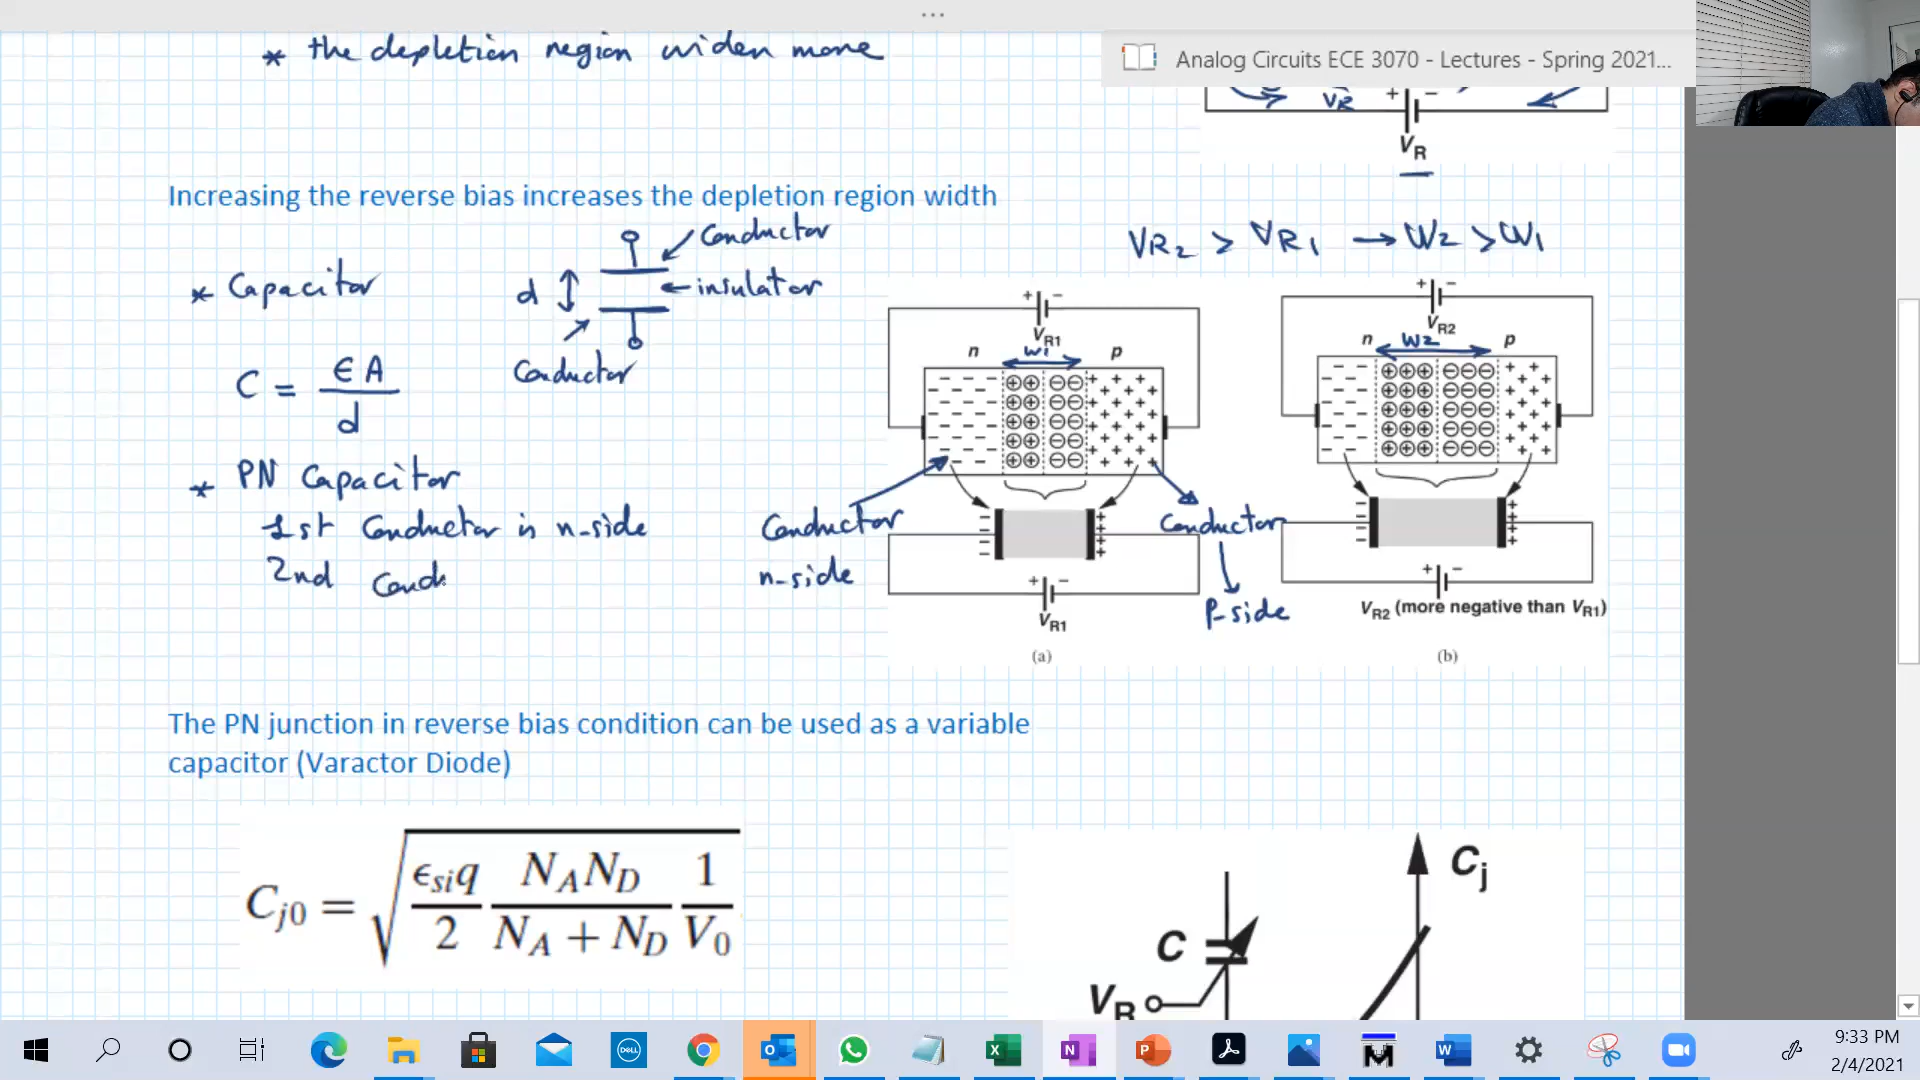 ...
* the depletion region widen more
Analog Circuits ECE 3070 - Lectures - Spring 2021...
VR + −
VR
Increasing the reverse bias increases the depletion region width
VR2 > VR1 → W2 > W1
* Capacitor
d
Conductor
insulator
Conductor
C = ϵA / d
* PN Capacitor
1st Conductor is n-side
2nd Cond
+ −
VR1
n W1 p
Conductor
n-side
Conductor
P-side
+ −
VR1
(a)
+ −
VR2
n W2 p
+ −
VR2 (more negative than VR1)
(b)
The PN junction in reverse bias condition can be used as a variable
capacitor (Varactor Diode)
Cj0 = √(ϵsi q / 2 NA ND / NA + ND 1 / V0)
C
VR
Cj
DELL
9:33 PM
2/4/2021